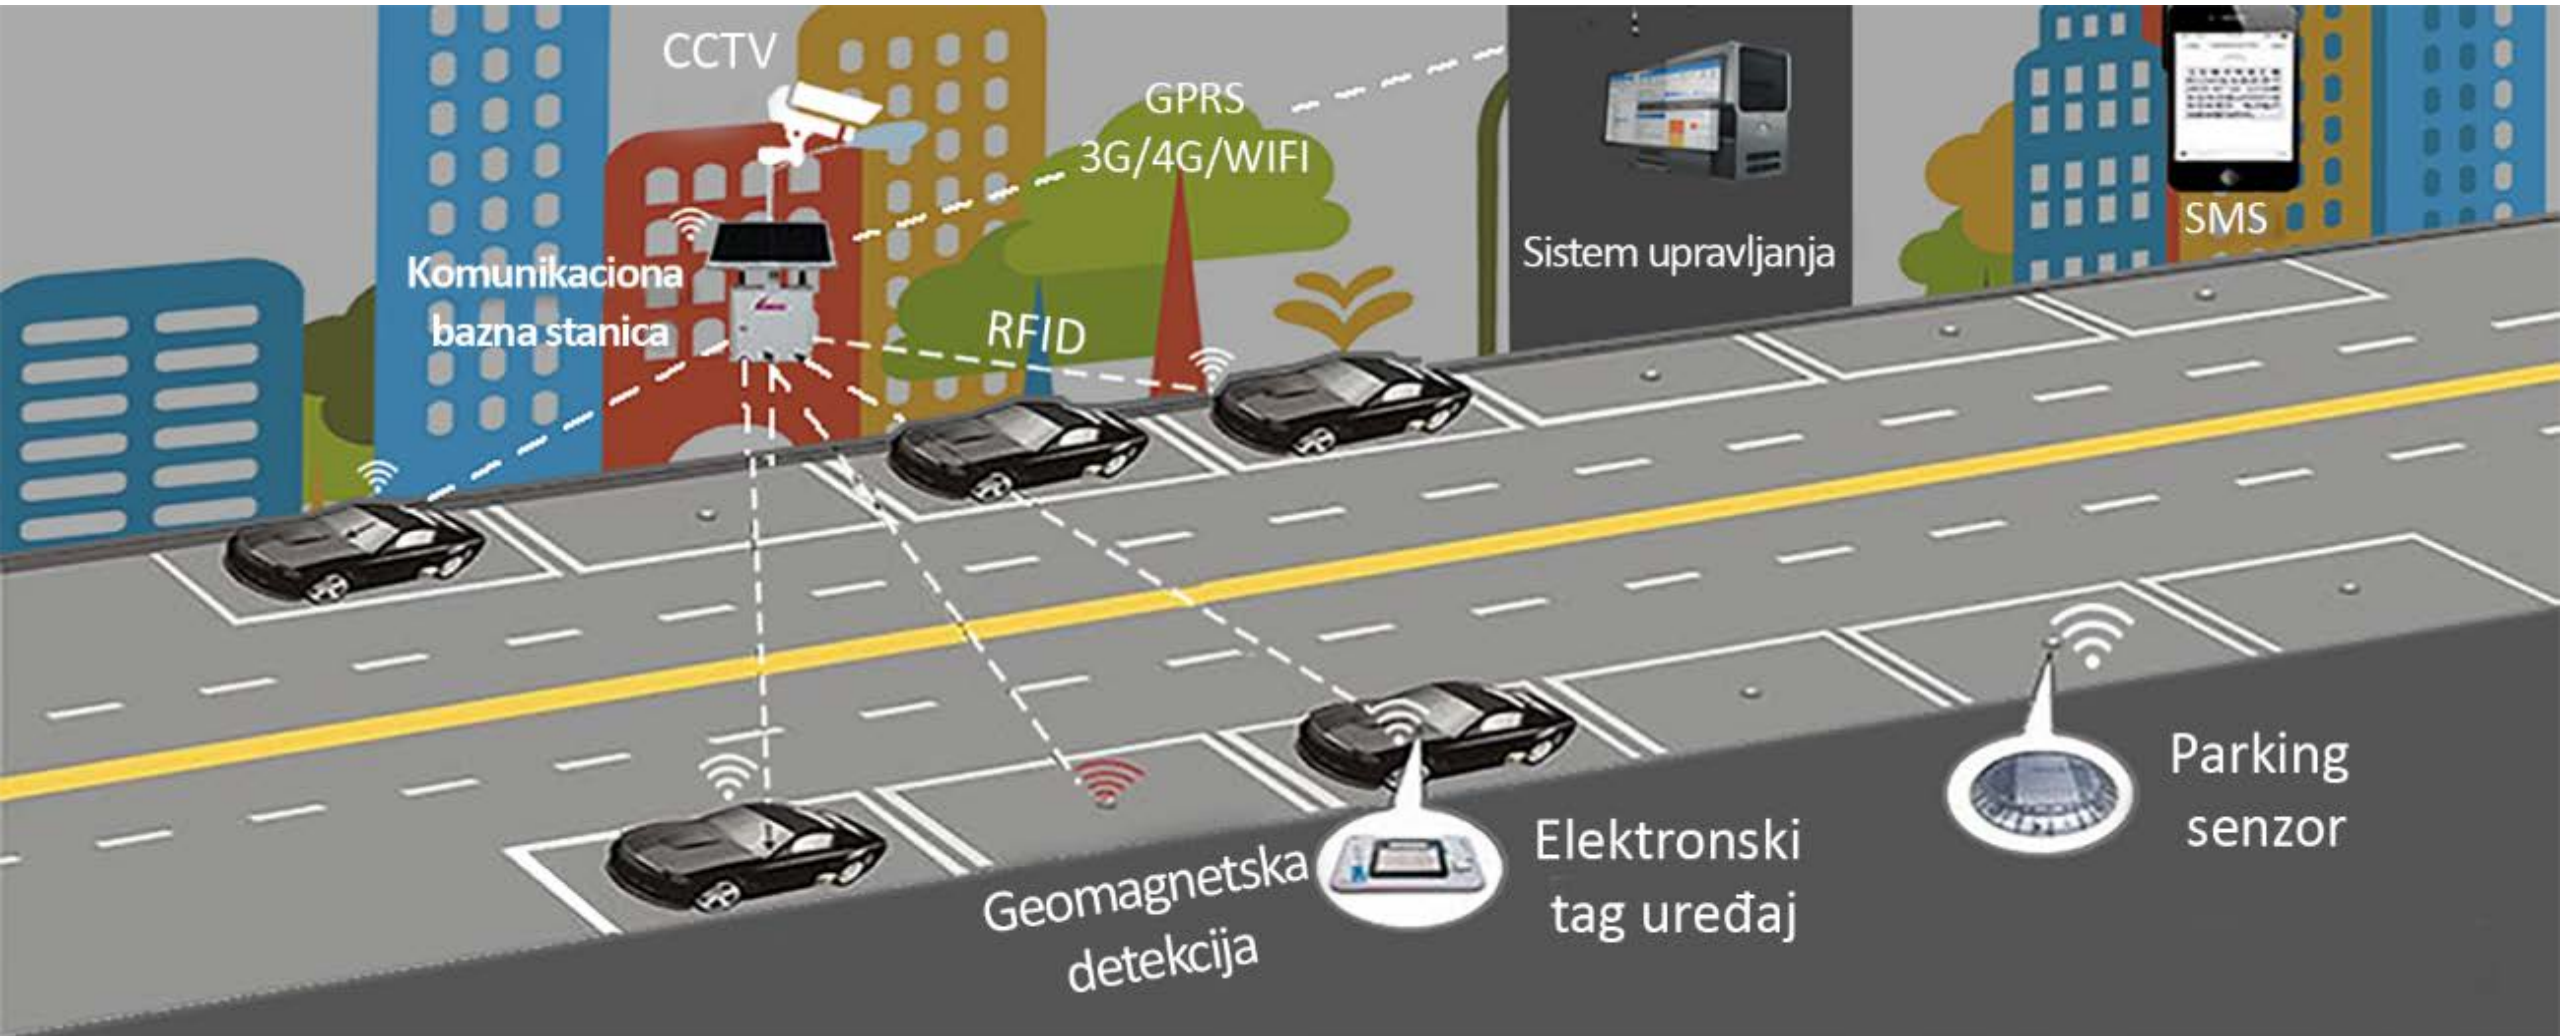 CCTV
GPRS
3G/4G/WIFI
Sistem upravljanja
SMS
Komunikaciona
bazna stanica
RFID
Geomagnetska
detekcija
Elektronski
tag uređaj
Parking
senzor